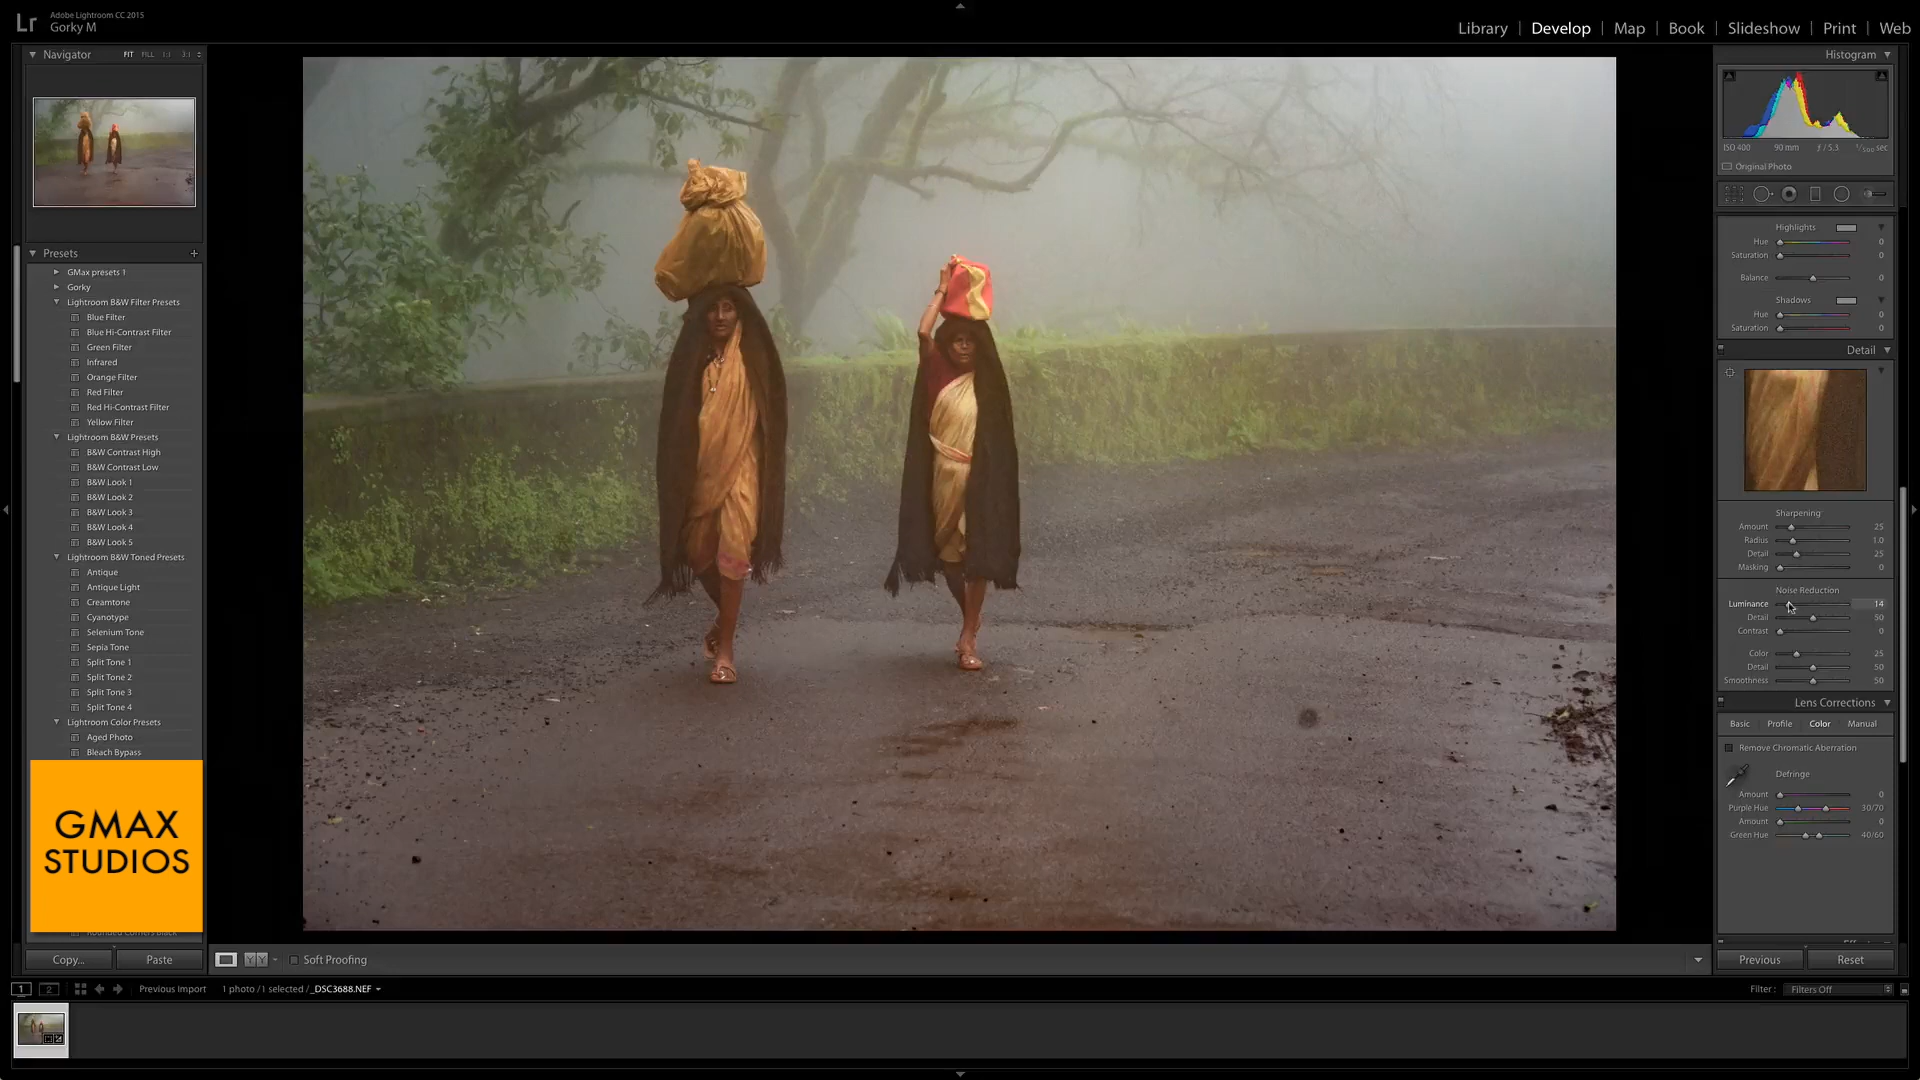 Lr
Adobe Lightroom CC 2015
Gorky M
Library | Develop | Map | Book | Slideshow | Print | Web
Navigator FIT FILL 1:1 3:1
Presets +
GMax presets 1
Gorky
Lightroom B&W Filter Presets
Blue Filter
Blue Hi-Contrast Filter
Green Filter
Infrared
Orange Filter
Red Filter
Red Hi-Contrast Filter
Yellow Filter
Lightroom B&W Presets
B&W Contrast High
B&W Contrast Low
B&W Look 1
B&W Look 2
B&W Look 3
B&W Look 4
B&W Look 5
Lightroom B&W Toned Presets
Antique
Antique Light
Creamtone
Cyanotype
Selenium Tone
Sepia Tone
Split Tone 1
Split Tone 2
Split Tone 3
Split Tone 4
Lightroom Color Presets
Aged Photo
Bleach Bypass
GMAX
STUDIOS
Copy... Paste
Soft Proofing
Histogram
ISO 400 90 mm ƒ / 5.3 1/500 sec
Original Photo
Highlights
Hue 0
Saturation 0
Balance 0
Shadows
Hue 0
Saturation 0
Detail
Sharpening
Amount 25
Radius 1.0
Detail 25
Masking 0
Noise Reduction
Luminance 14
Detail 50
Contrast 0
Color 25
Detail 50
Smoothness 50
Lens Corrections
Basic Profile Color Manual
Remove Chromatic Aberration
Defringe
Amount 0
Purple Hue 30/70
Amount 0
Green Hue 40/60
Previous Reset
1 2 Previous Import 1 photo / 1 selected / _DSC3688.NEF
Filter : Filters Off